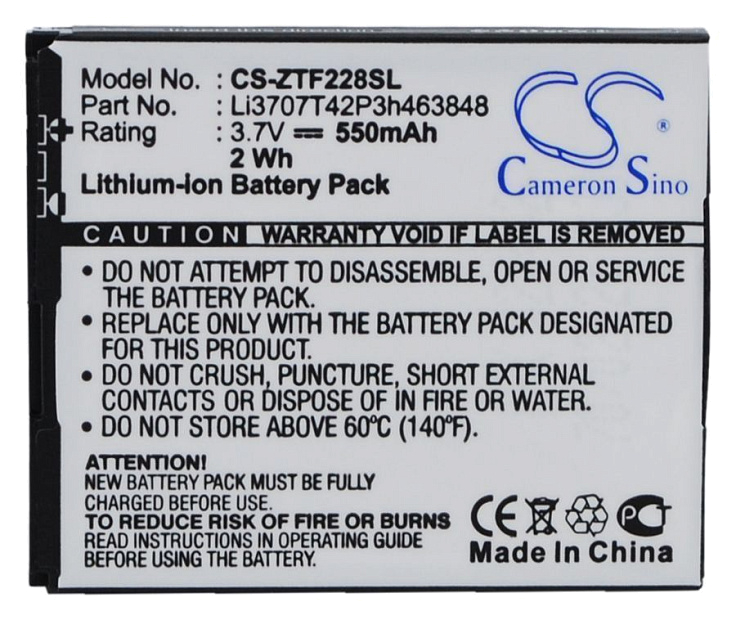 Model No. : CS-ZTF228SL
Part No. : Li3707T42P3h463848
Rating : 3.7V 550mAh
2 Wh
Lithium-ion Battery Pack
CS
®
Cameron Sino
CAUTION WARRANTY VOID IF LABEL IS REMOVED
• DO NOT ATTEMPT TO DISASSEMBLE, OPEN OR SERVICE
THE BATTERY PACK.
• REPLACE ONLY WITH THE BATTERY PACK DESIGNATED
FOR THIS PRODUCT.
• DO NOT CRUSH, PUNCTURE, SHORT EXTERNAL
CONTACTS OR DISPOSE OF IN FIRE OR WATER.
• DO NOT STORE ABOVE 60ºC (140ºF).
ATTENTION!
NEW BATTERY PACK MUST BE FULLY
CHARGED BEFORE USE.
TO REDUCE RISK OF FIRE OR BURNS
READ INSTRUCTIONS IN OPERATING GUIDE
BEFORE USING THE BATTERY.
CE PCT
Made In China